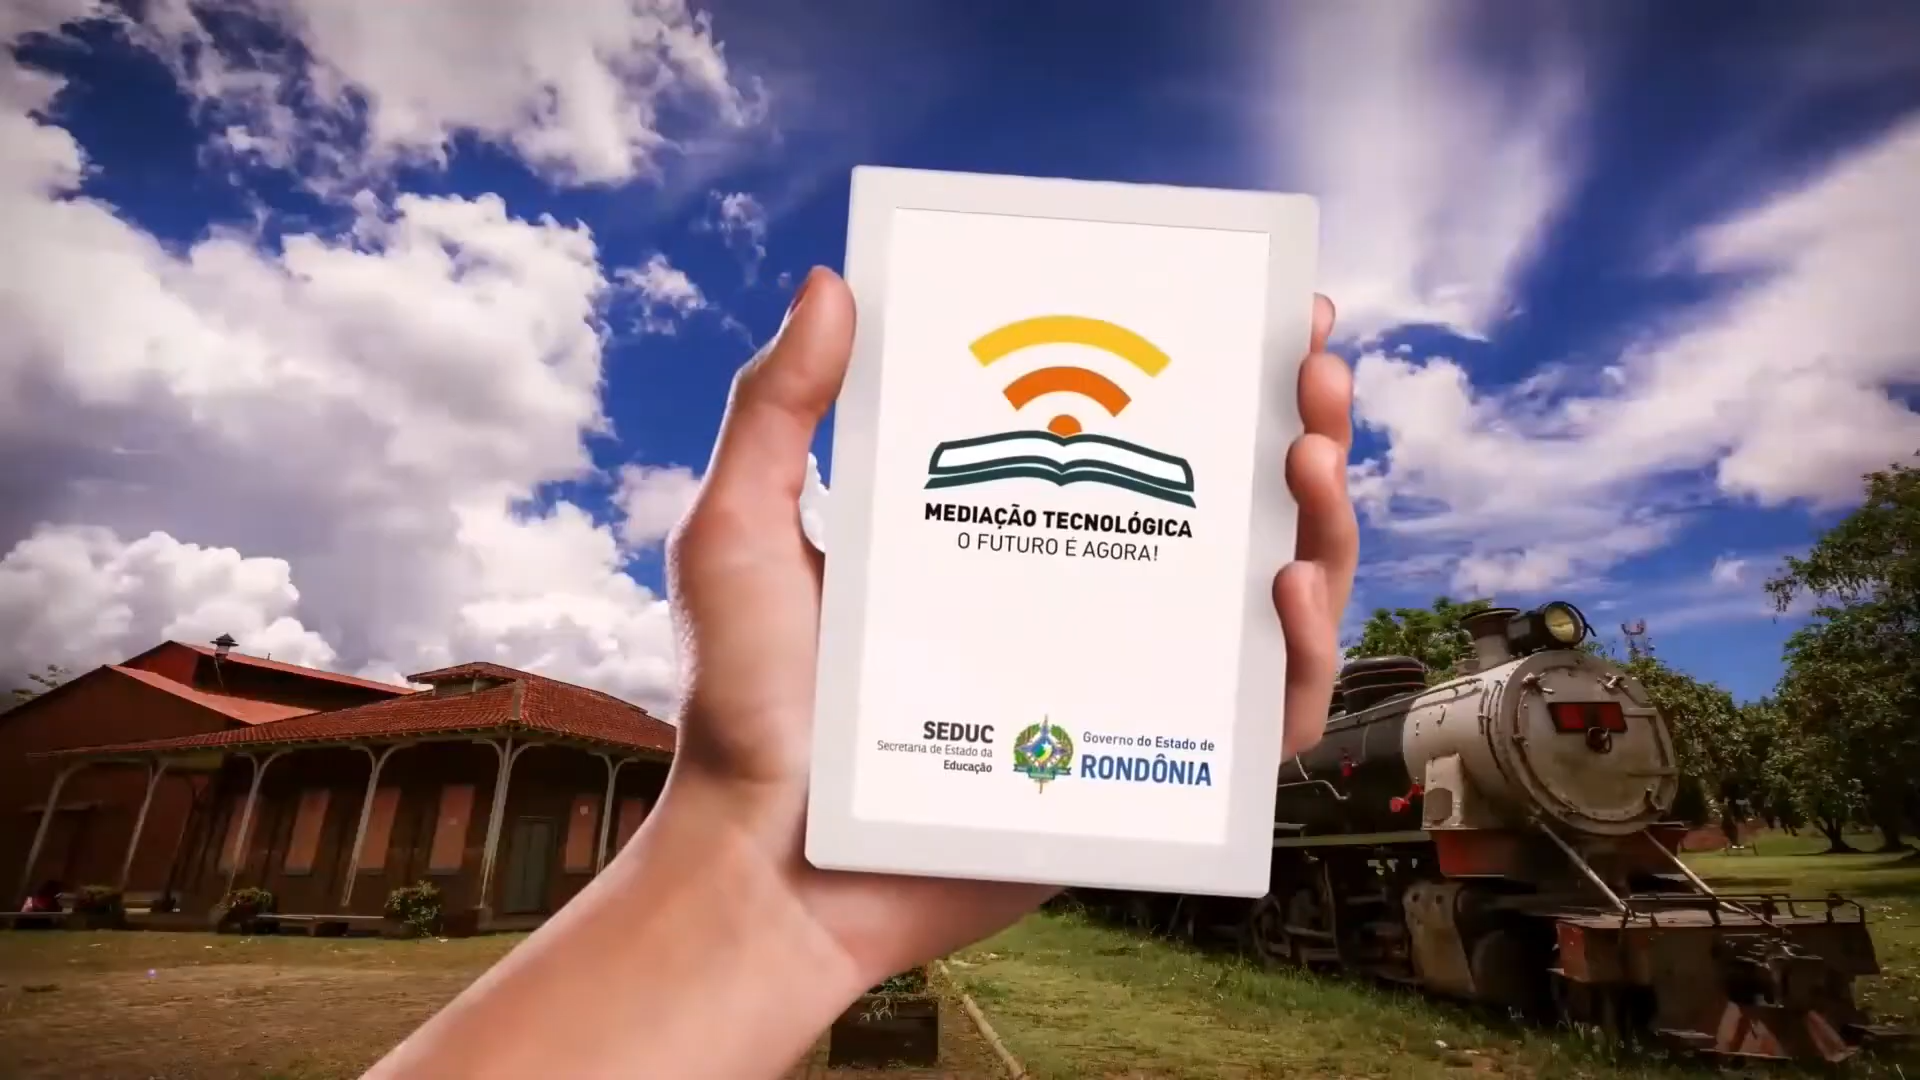 MEDIAÇÃO TECNOLÓGICA
O FUTURO É AGORA!
SEDUC
Secretaria de Estado da
Educação
Governo do Estado de
RONDÔNIA